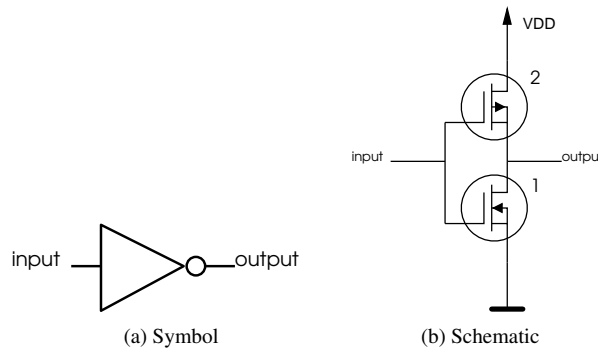 input
output
(a) Symbol
VDD
2
input
outpu
1
(b) Schematic